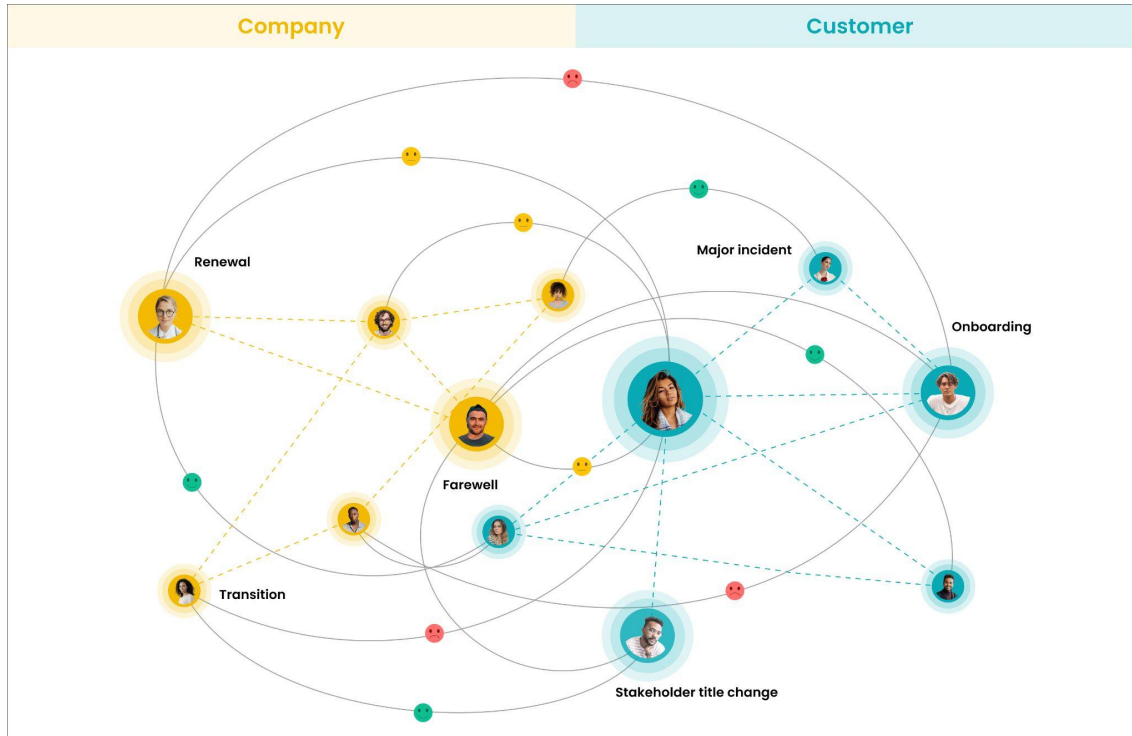 Company
Customer
Renewal
Major incident
Onboarding
Farewell
Transition
Stakeholder title change